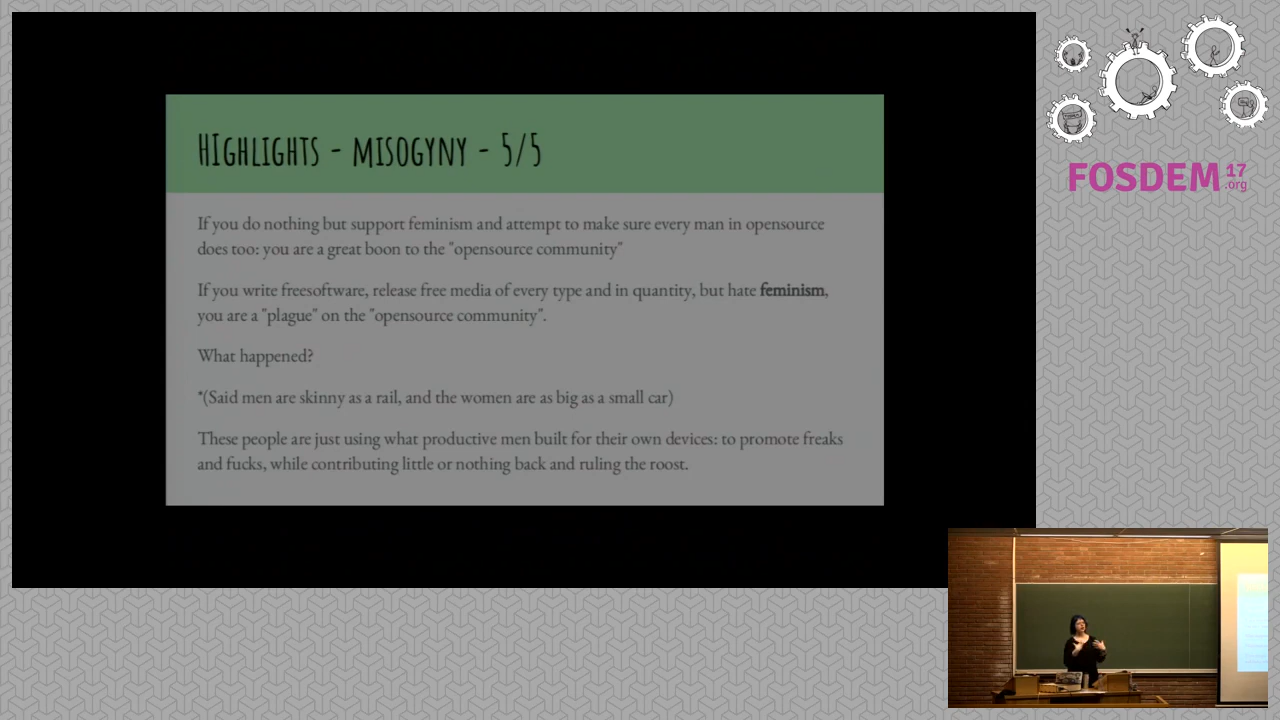 HIGHLIGHTS - MISOGYNY - 5/5
If you do nothing but support feminism and attempt to make sure every man in opensource
does too: you are a great boon to the "opensource community"
If you write freesoftware, release free media of every type and in quantity, but hate feminism,
you are a "plague" on the "opensource community".
What happened?
*(Said men are skinny as a rail, and the women are as big as a small car)
These people are just using what productive men built for their own devices: to promote freaks
and fucks, while contributing little or nothing back and ruling the roost.
FOSDEM 17
.org